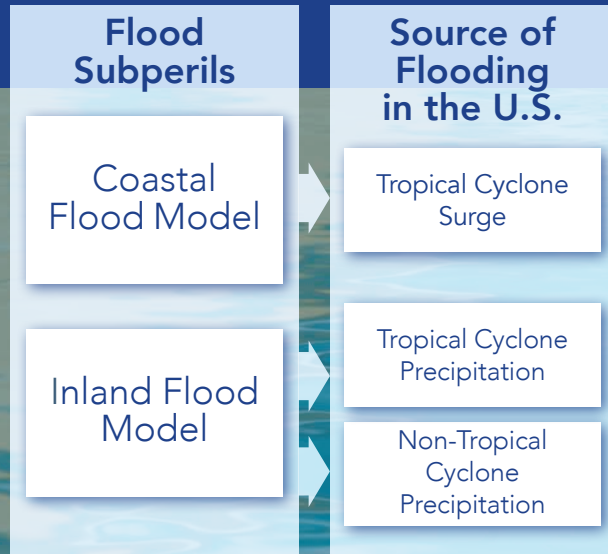 Flood
Subperils
Source of
Flooding
in the U.S.
Coastal
Flood Model
Tropical Cyclone
Surge
Inland Flood
Model
Tropical Cyclone
Precipitation
Non-Tropical
Cyclone
Precipitation